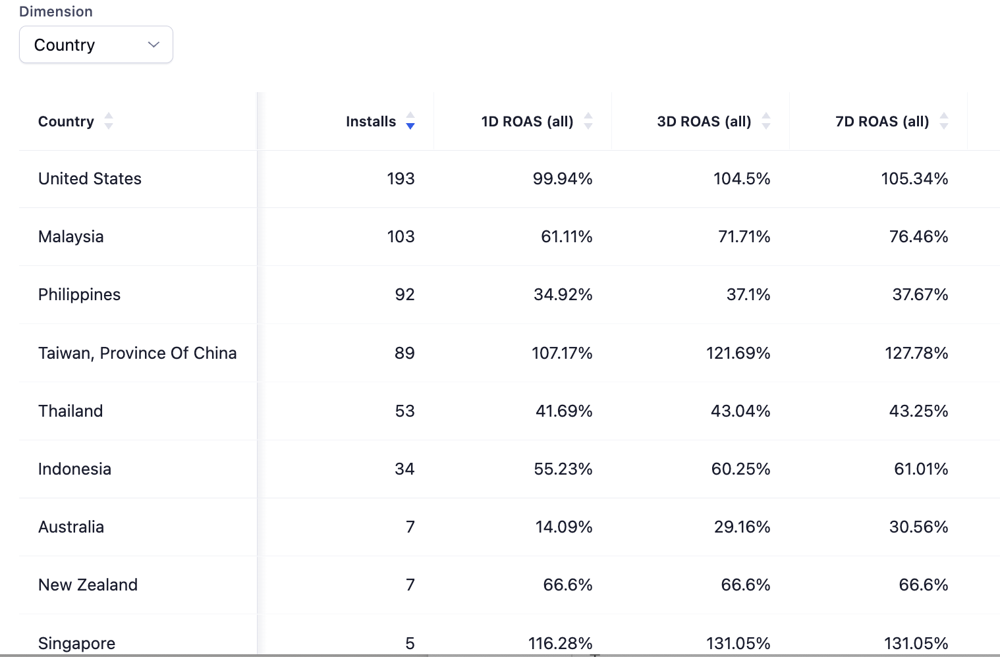 Dimension
Country
Country Installs 1D ROAS (all) 3D ROAS (all) 7D ROAS (all)
United States 193 99.94% 104.5% 105.34%
Malaysia 103 61.11% 71.71% 76.46%
Philippines 92 34.92% 37.1% 37.67%
Taiwan, Province Of China 89 107.17% 121.69% 127.78%
Thailand 53 41.69% 43.04% 43.25%
Indonesia 34 55.23% 60.25% 61.01%
Australia 7 14.09% 29.16% 30.56%
New Zealand 7 66.6% 66.6% 66.6%
Singapore 5 116.28% 131.05% 131.05%